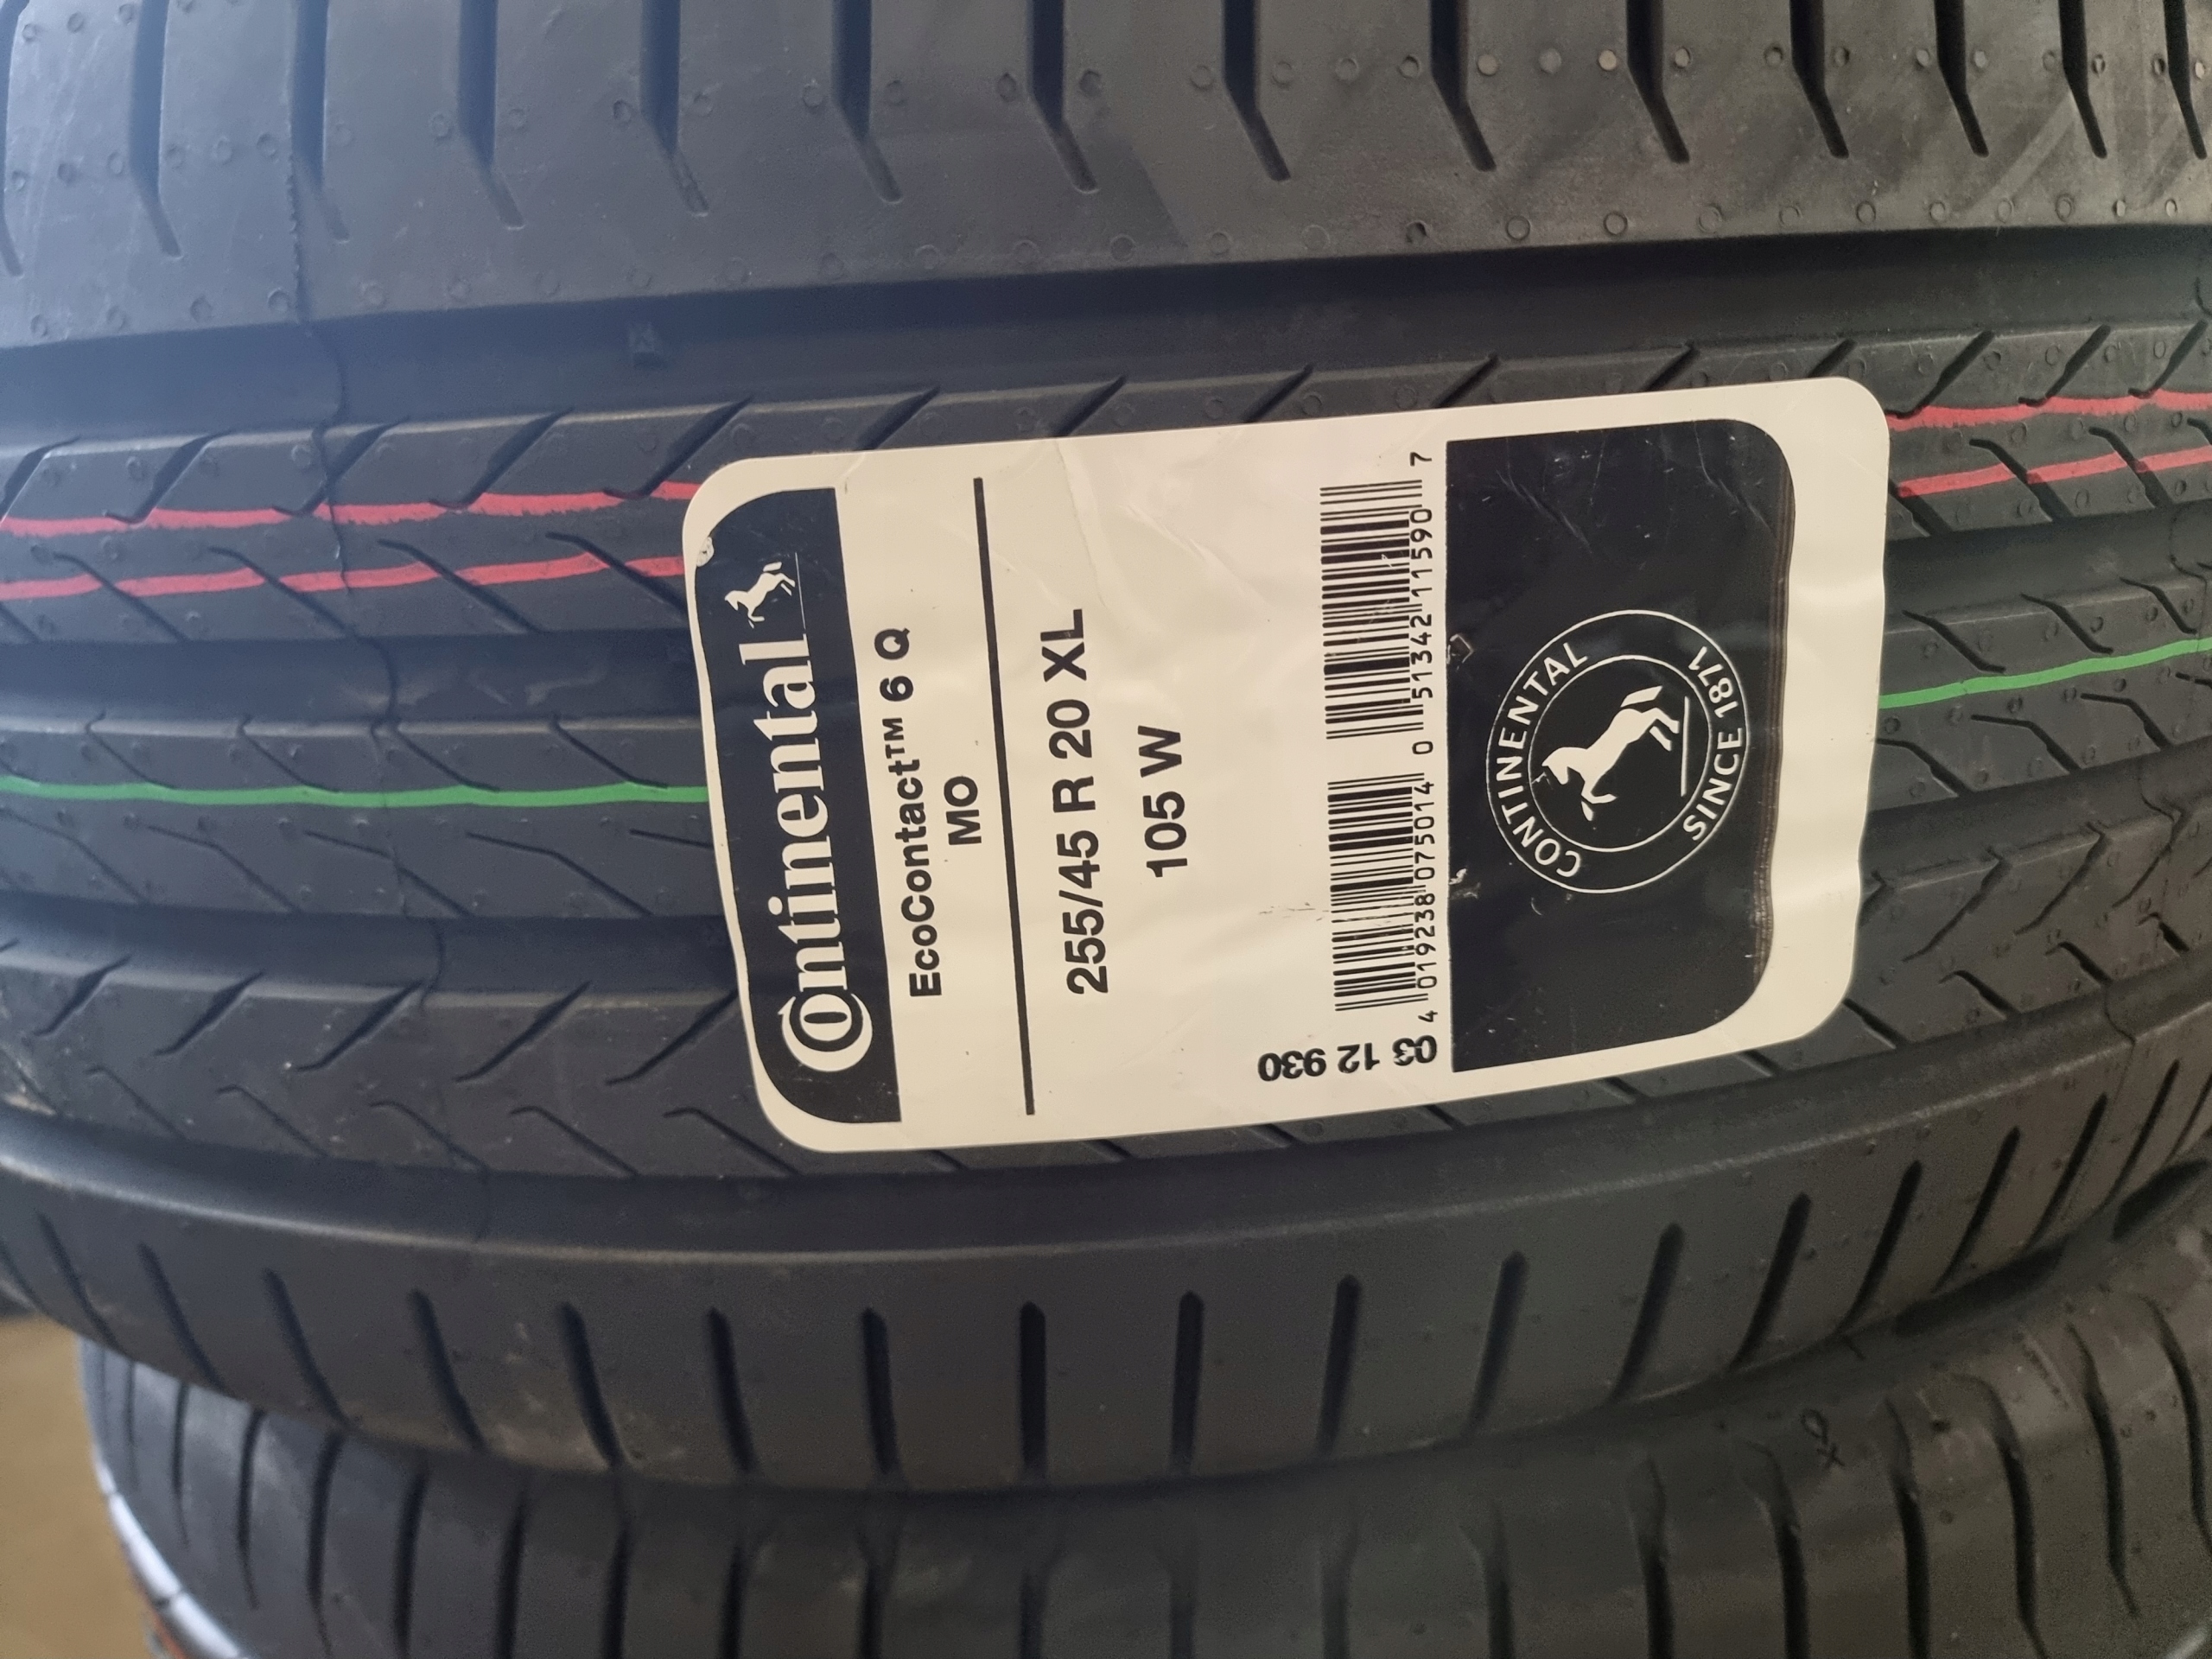 Continental
EcoContact™ 6 Q
MO
255/45 R 20 XL
105 W
03 12 930
4 019238 075014 0 51342 11590 7
CONTINENTAL
SINCE 1871